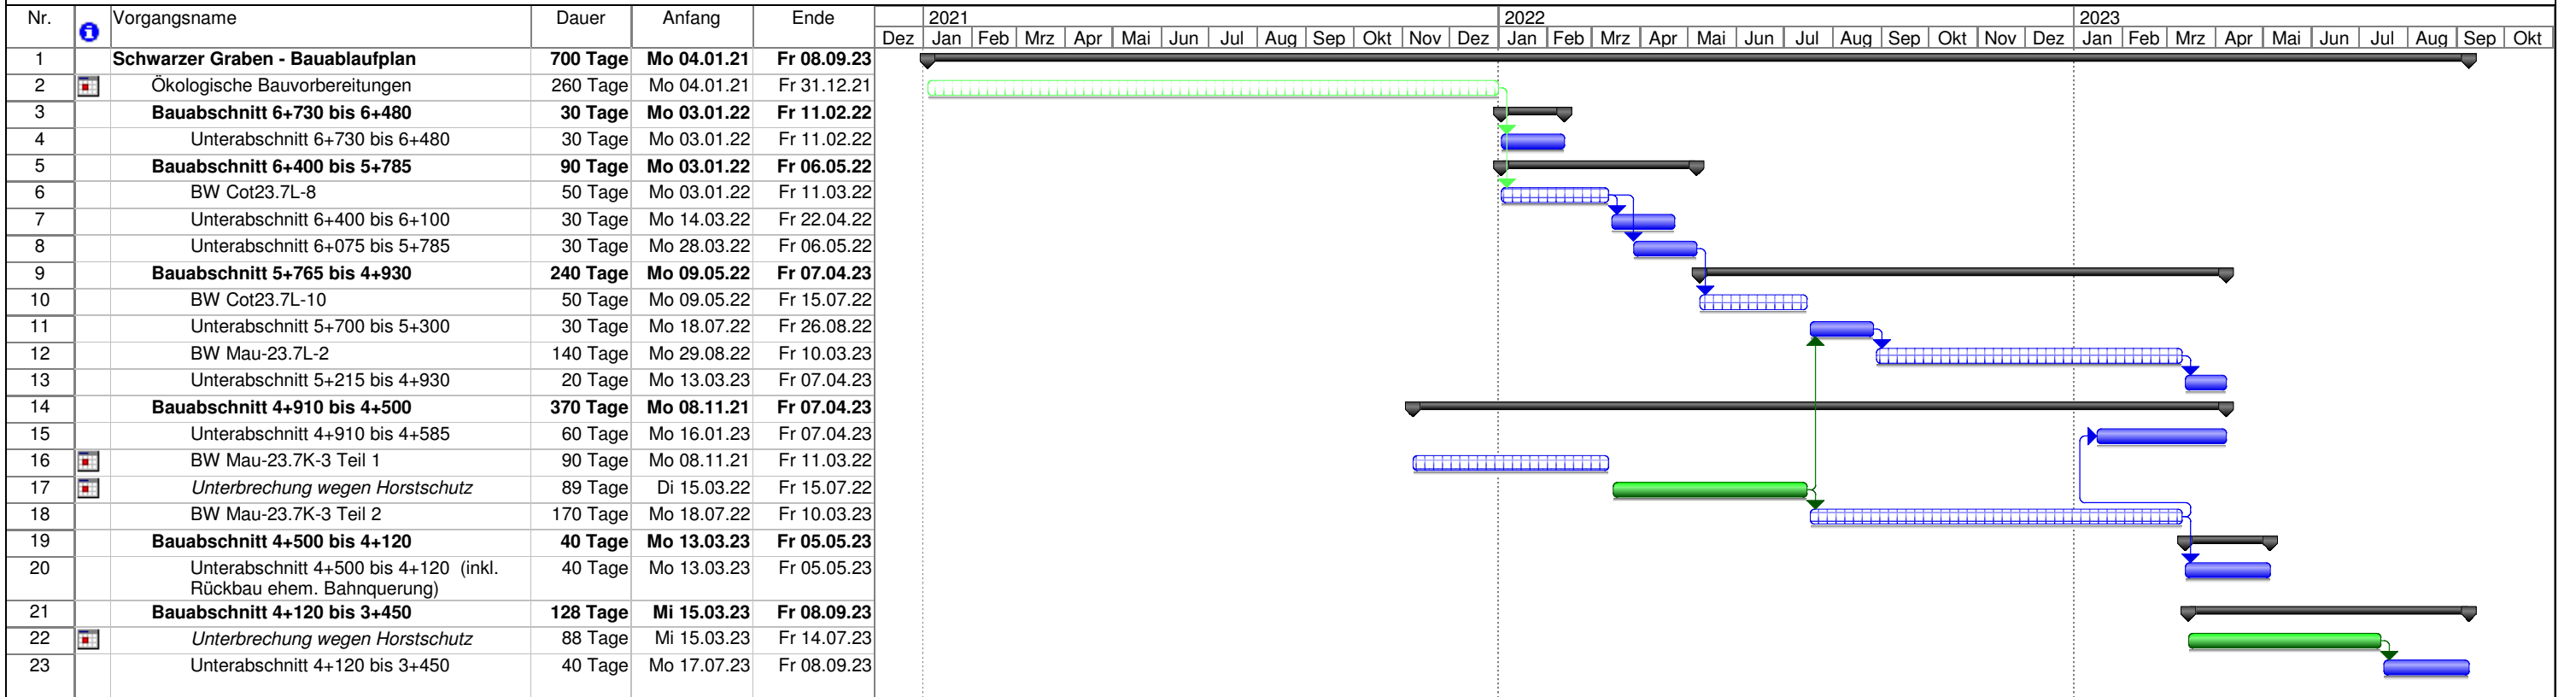 Nr. Vorgangsname Dauer Anfang Ende 2021 2022 2023
Dez Jan Feb Mrz Apr Mai Jun Jul Aug Sep Okt Nov Dez Jan Feb Mrz Apr Mai Jun Jul Aug Sep Okt Nov Dez Jan Feb Mrz Apr Mai Jun Jul Aug Sep Okt
1 Schwarzer Graben - Bauablaufplan 700 Tage Mo 04.01.21 Fr 08.09.23
2 Ökologische Bauvorbereitungen 260 Tage Mo 04.01.21 Fr 31.12.21
3 Bauabschnitt 6+730 bis 6+480 30 Tage Mo 03.01.22 Fr 11.02.22
4 Unterabschnitt 6+730 bis 6+480 30 Tage Mo 03.01.22 Fr 11.02.22
5 Bauabschnitt 6+400 bis 5+785 90 Tage Mo 03.01.22 Fr 06.05.22
6 BW Cot23.7L-8 50 Tage Mo 03.01.22 Fr 11.03.22
7 Unterabschnitt 6+400 bis 6+100 30 Tage Mo 14.03.22 Fr 22.04.22
8 Unterabschnitt 6+075 bis 5+785 30 Tage Mo 28.03.22 Fr 06.05.22
9 Bauabschnitt 5+765 bis 4+930 240 Tage Mo 09.05.22 Fr 07.04.23
10 BW Cot23.7L-10 50 Tage Mo 09.05.22 Fr 15.07.22
11 Unterabschnitt 5+700 bis 5+300 30 Tage Mo 18.07.22 Fr 26.08.22
12 BW Mau-23.7L-2 140 Tage Mo 29.08.22 Fr 10.03.23
13 Unterabschnitt 5+215 bis 4+930 20 Tage Mo 13.03.23 Fr 07.04.23
14 Bauabschnitt 4+910 bis 4+500 370 Tage Mo 08.11.21 Fr 07.04.23
15 Unterabschnitt 4+910 bis 4+585 60 Tage Mo 16.01.23 Fr 07.04.23
16 BW Mau-23.7K-3 Teil 1 90 Tage Mo 08.11.21 Fr 11.03.22
17 Unterbrechung wegen Horstschutz 89 Tage Di 15.03.22 Fr 15.07.22
18 BW Mau-23.7K-3 Teil 2 170 Tage Mo 18.07.22 Fr 10.03.23
19 Bauabschnitt 4+500 bis 4+120 40 Tage Mo 13.03.23 Fr 05.05.23
20 Unterabschnitt 4+500 bis 4+120 (inkl. 40 Tage Mo 13.03.23 Fr 05.05.23
Rückbau ehem. Bahnquerung)
21 Bauabschnitt 4+120 bis 3+450 128 Tage Mi 15.03.23 Fr 08.09.23
22 Unterbrechung wegen Horstschutz 88 Tage Mi 15.03.23 Fr 14.07.23
23 Unterabschnitt 4+120 bis 3+450 40 Tage Mo 17.07.23 Fr 08.09.23